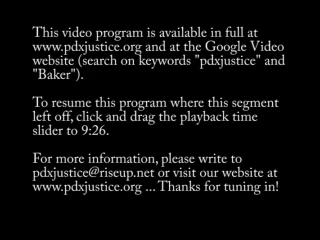 This video program is available in full at
www.pdxjustice.org and at the Google Video
website (search on keywords "pdxjustice" and
"Baker").
To resume this program where this segment
left off, click and drag the playback time
slider to 9:26.
For more information, please write to
pdxjustice@riseup.net or visit our website at
www.pdxjustice.org ... Thanks for tuning in!